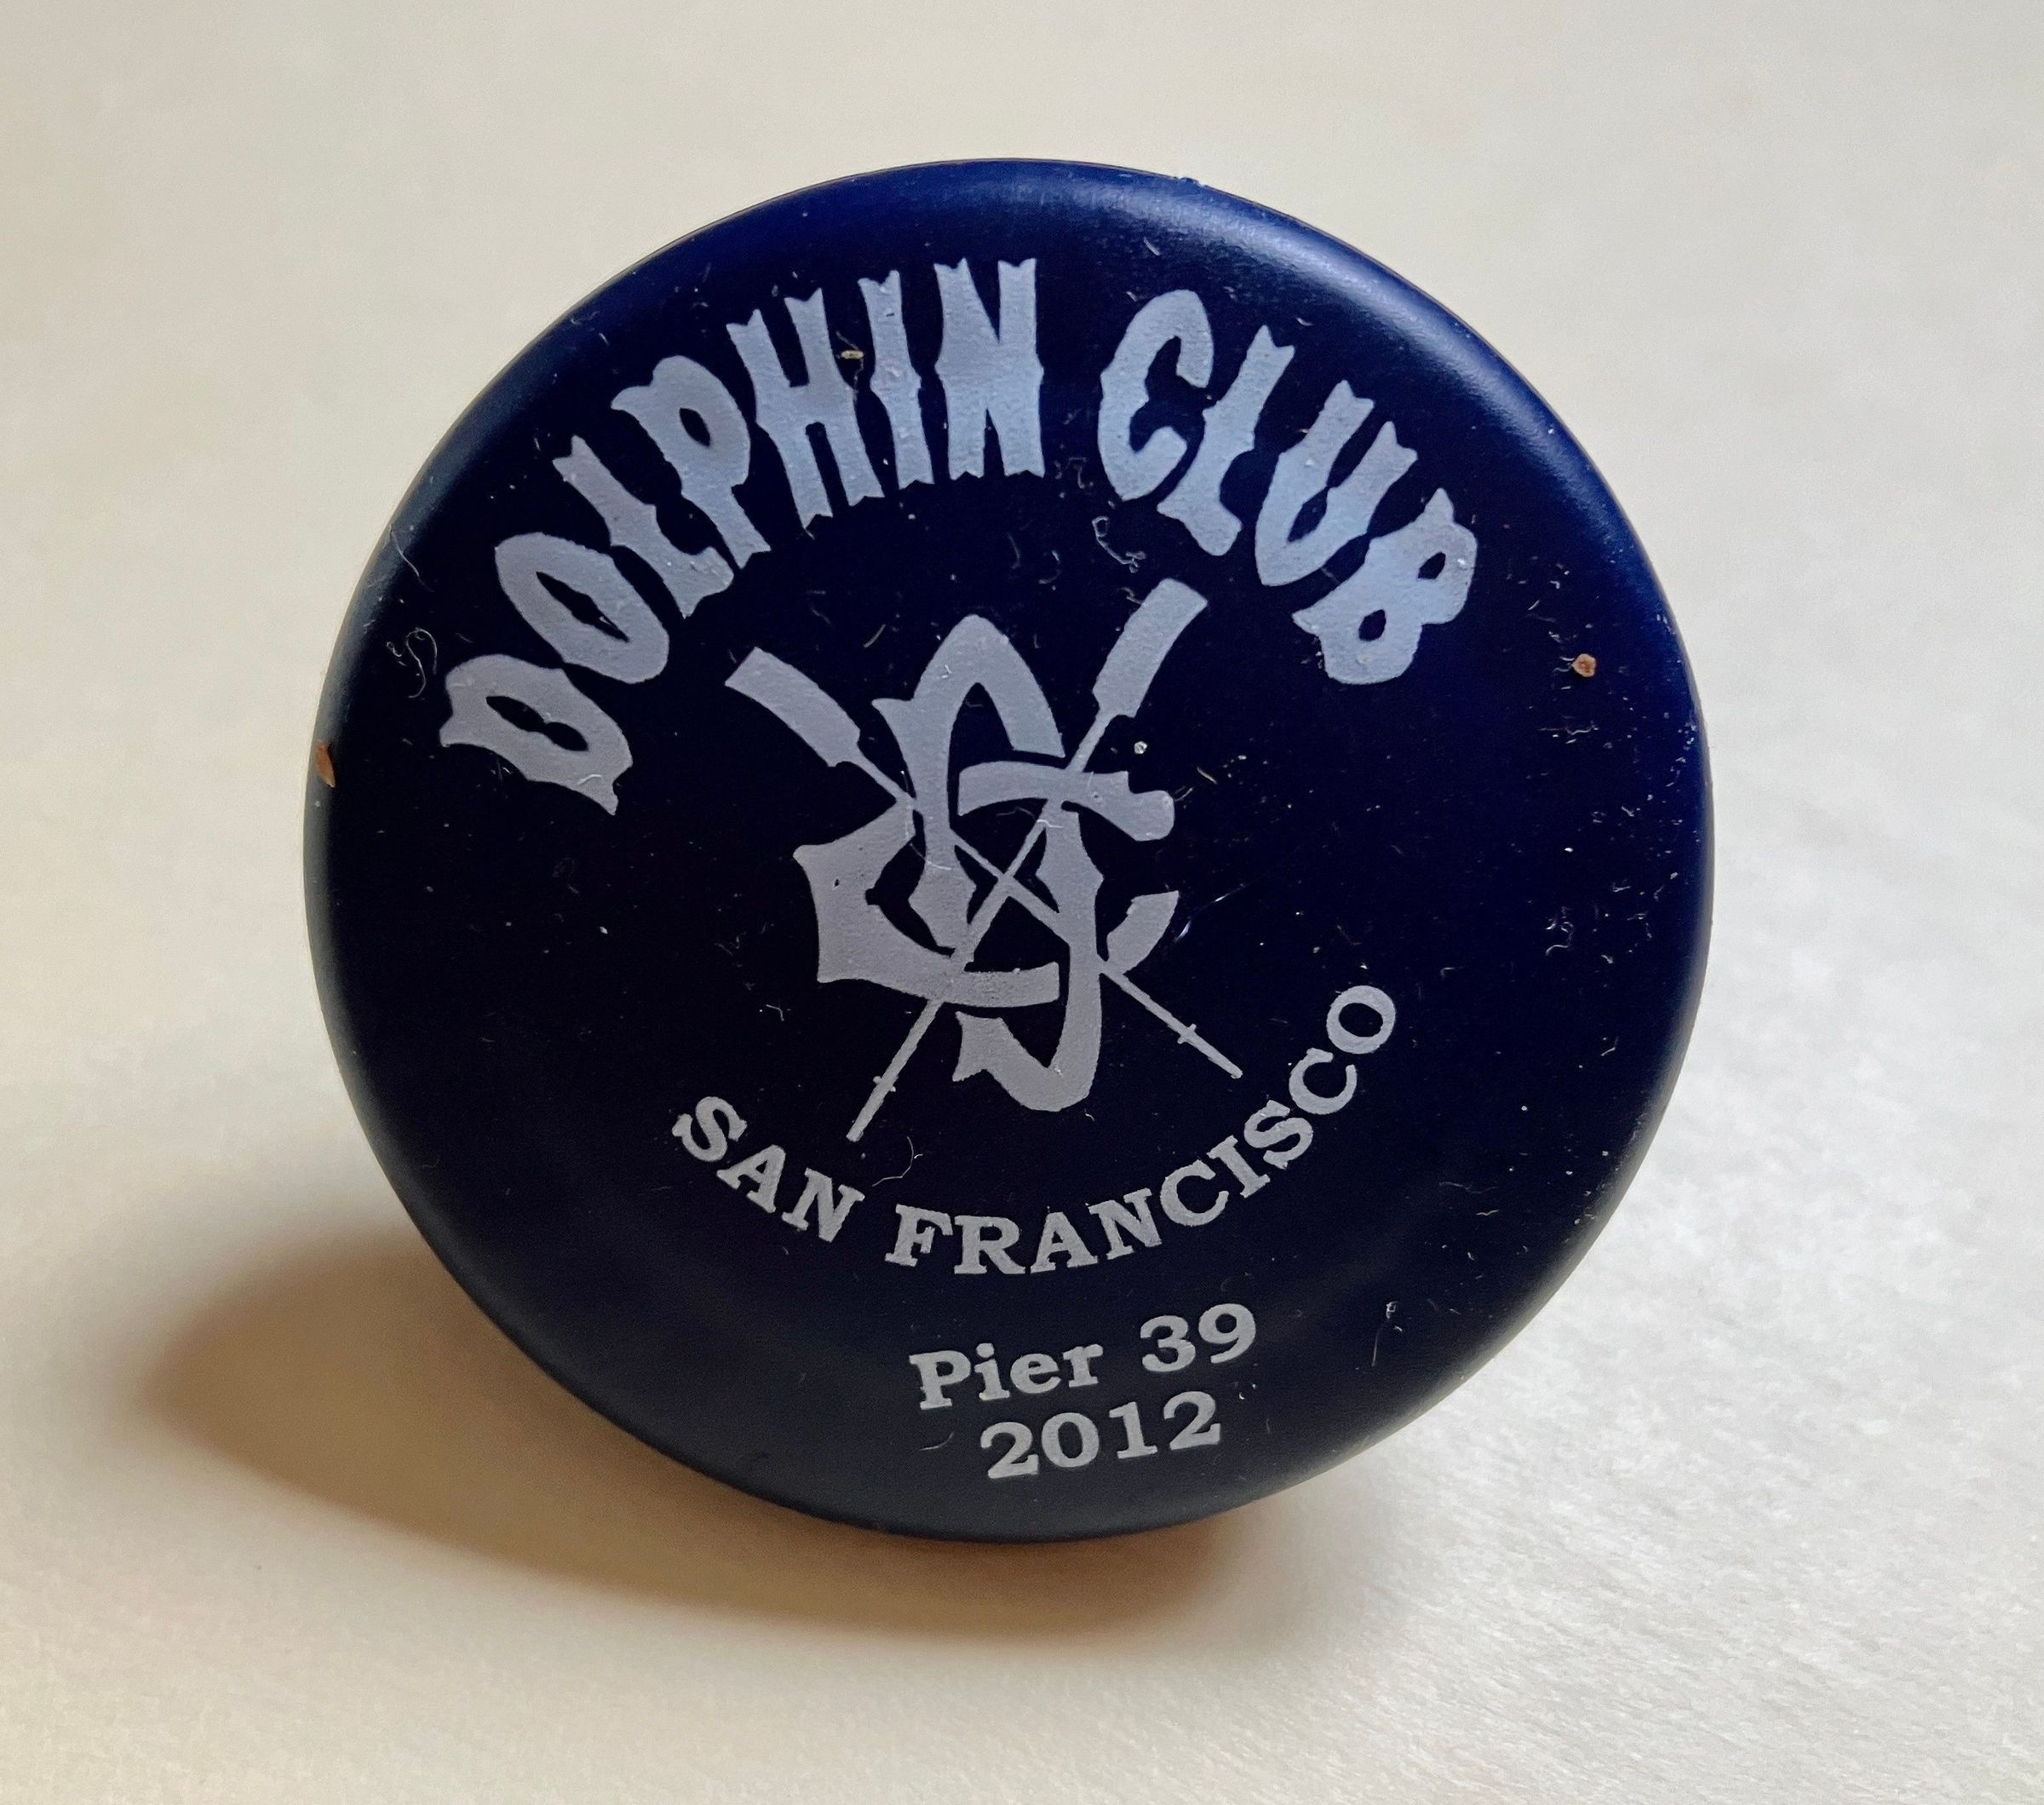 DOLPHIN CLUB
SAN FRANCISCO
Pier 39
2012